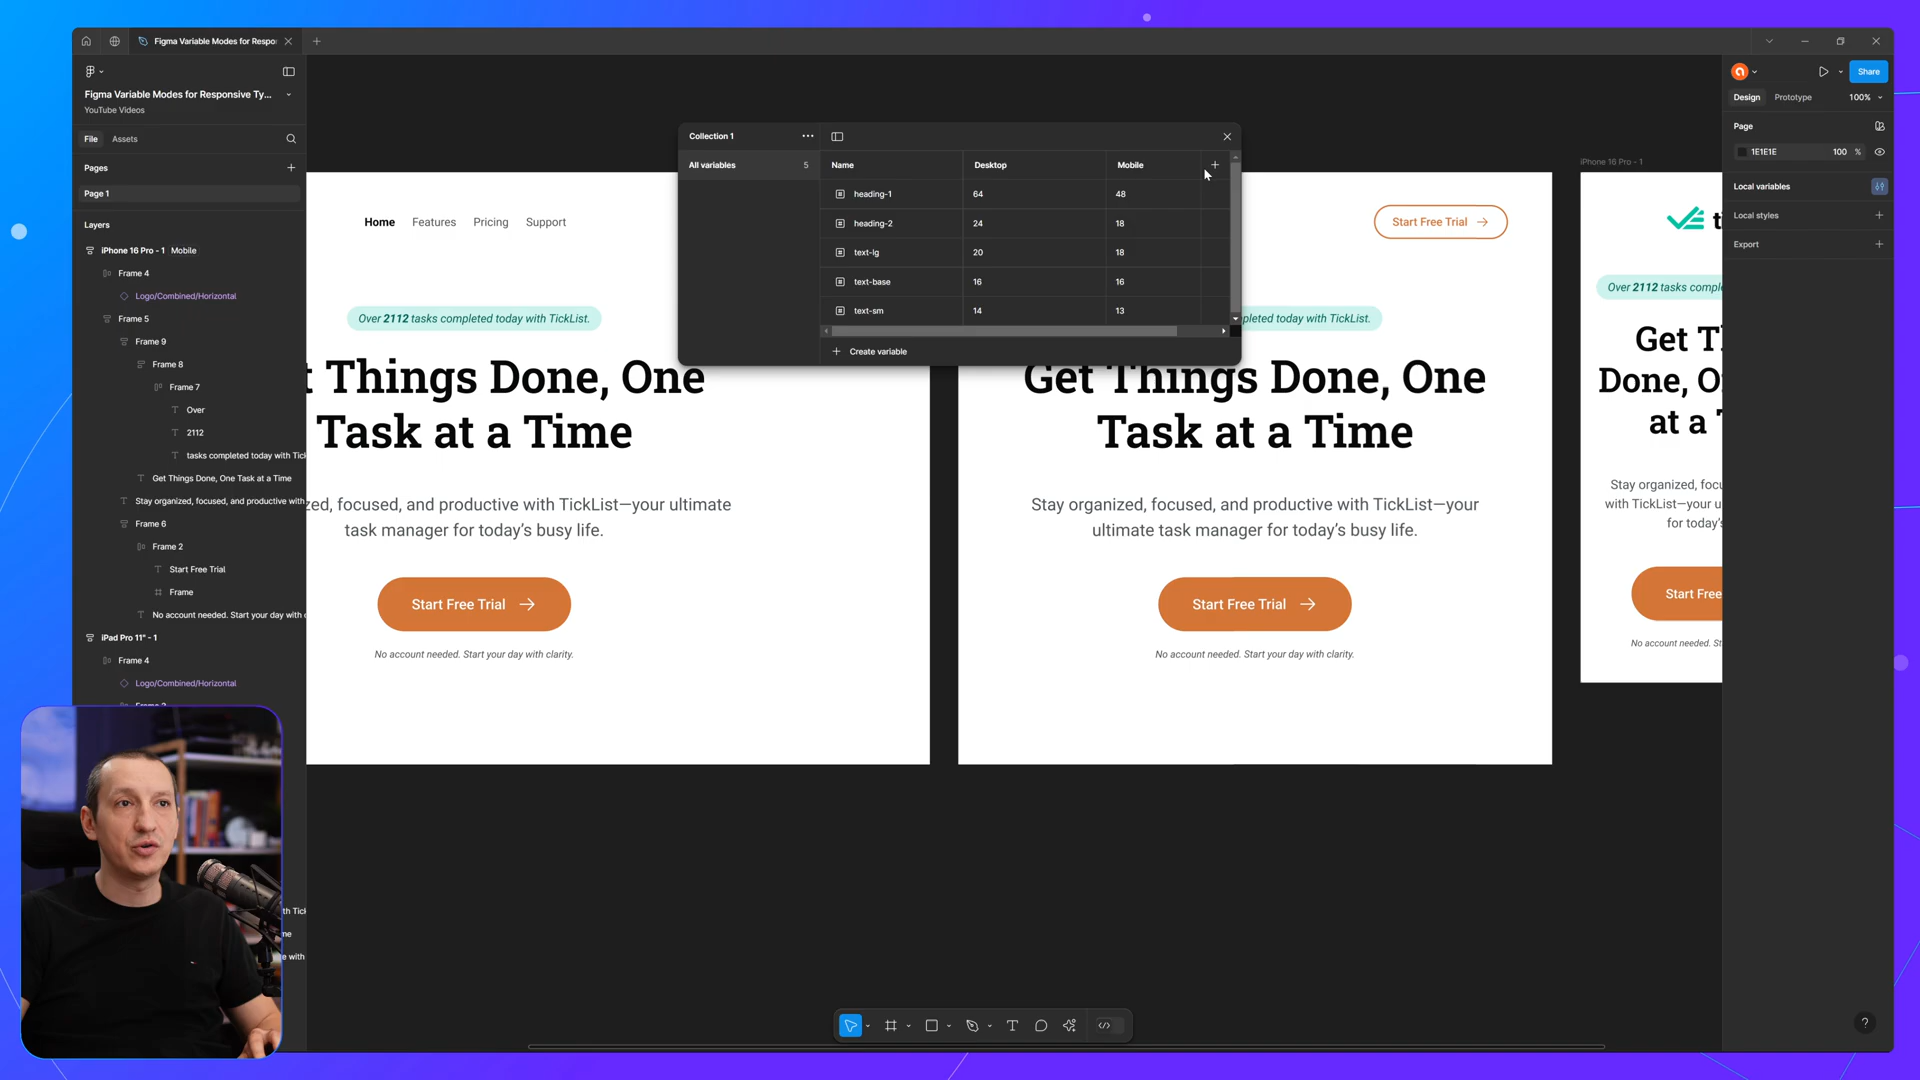 Figma Variable Modes for Respo
Figma Variable Modes for Responsive Ty...
YouTube Videos
File
Assets
Pages
Page 1
Layers
iPhone 16 Pro - 1 Mobile
Frame 4
Logo/Combined/Horizontal
Frame 5
Frame 9
Frame 8
Frame 7
Over
2112
tasks completed today with Tick
Get Things Done, One Task at a Time
Stay organized, focused, and productive with
Frame 6
Frame 2
Start Free Trial
Frame
No account needed. Start your day with c
iPad Pro 11" - 1
Frame 4
Logo/Combined/Horizontal
th Tick
me
e with
Home
Features
Pricing
Support
Over 2112 tasks completed today with TickList.
t Things Done, One
Task at a Time
zed, focused, and productive with TickList—your ultimate
task manager for today's busy life.
Start Free Trial
No account needed. Start your day with clarity.
Collection 1
All variables 5
Name Desktop Mobile
heading-1 64 48
heading-2 24 18
text-lg 20 18
text-base 16 16
text-sm 14 13
Create variable
Start Free Trial
pleted today with TickList.
Get Things Done, One
Task at a Time
Stay organized, focused, and productive with TickList—your
ultimate task manager for today's busy life.
Start Free Trial
No account needed. Start your day with clarity.
iPhone 16 Pro - 1
Over 2112 tasks comple
Get T
Done, O
at a T
Stay organized, focu
with TickList—your u
for today's
Start Free
No account needed. St
Share
Design
Prototype
100%
Page
1E1E1E 100 %
Local variables
Local styles
Export
?